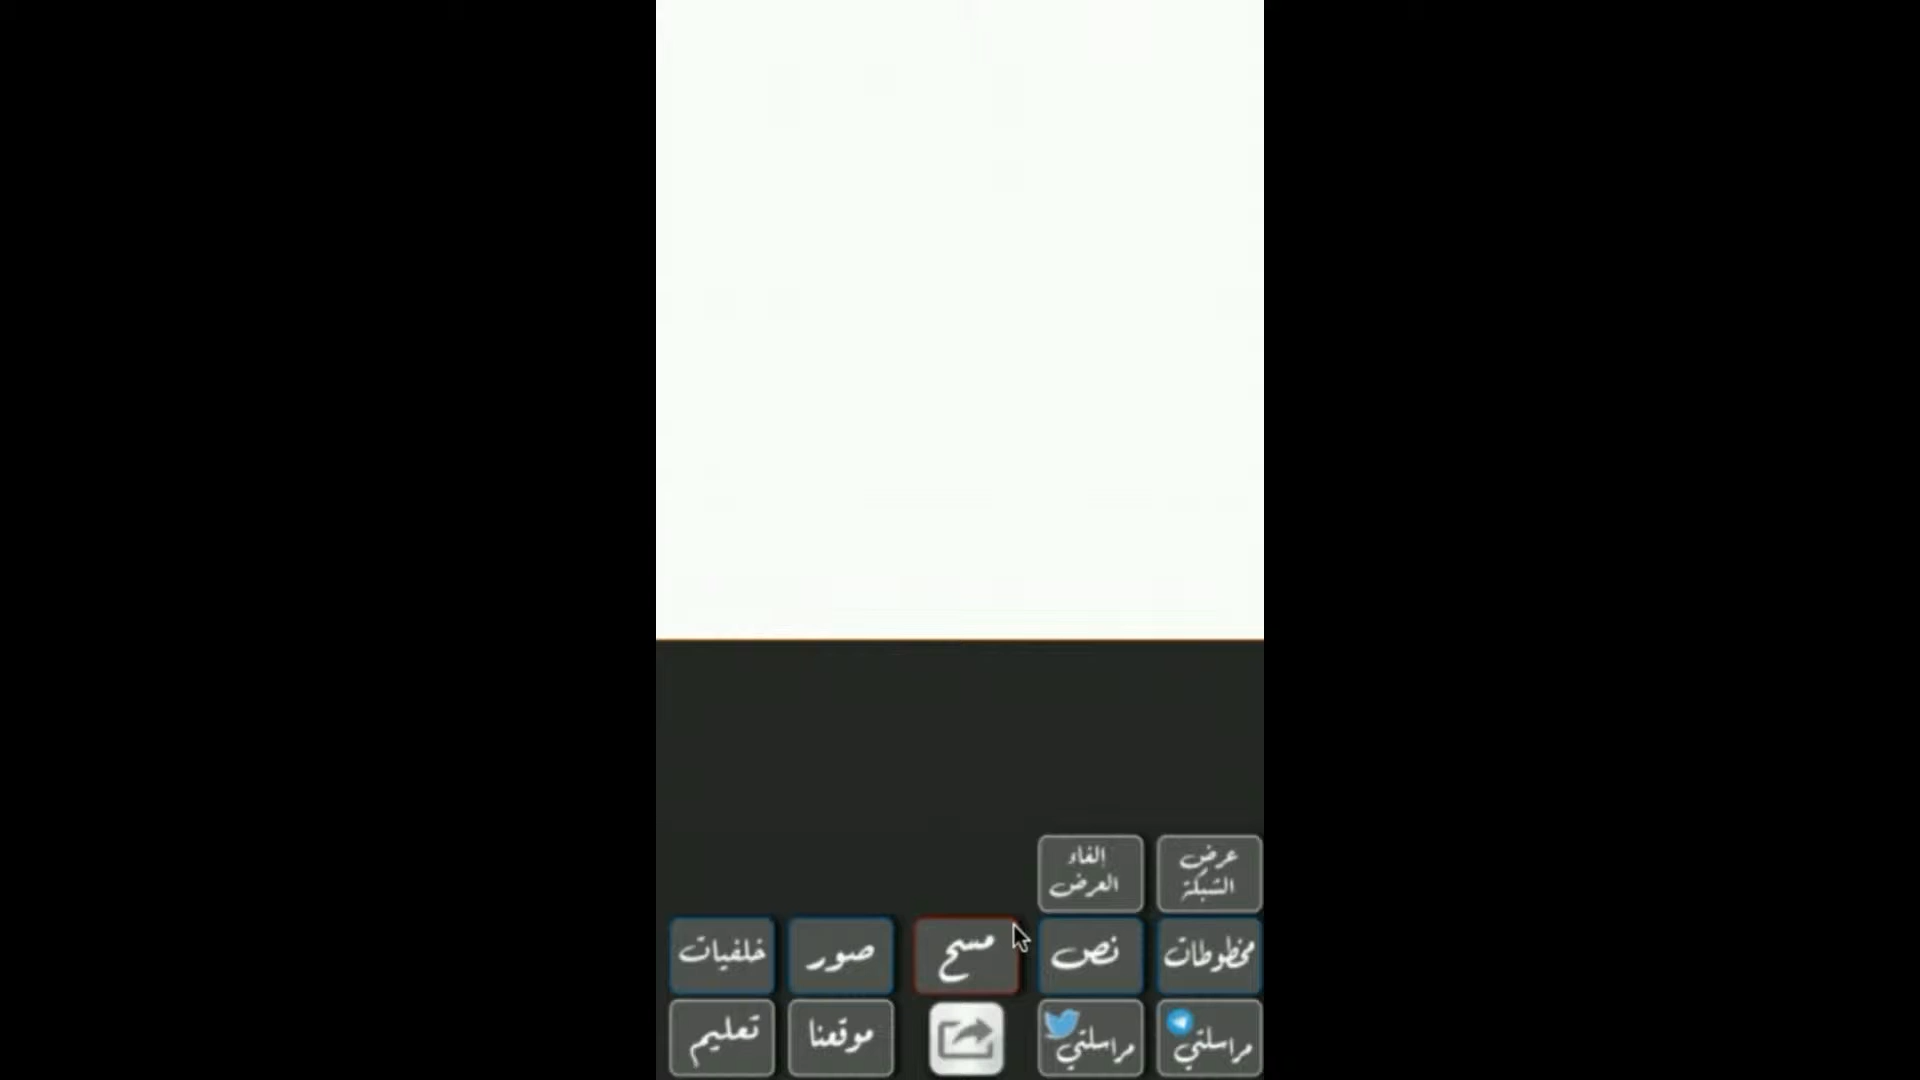 عرض
الشبكة
الغاء
العرض
مخطوطات
نص
مسح
صور
خلفيات
مراسلتي
مراسلتي
موقعنا
تعليم